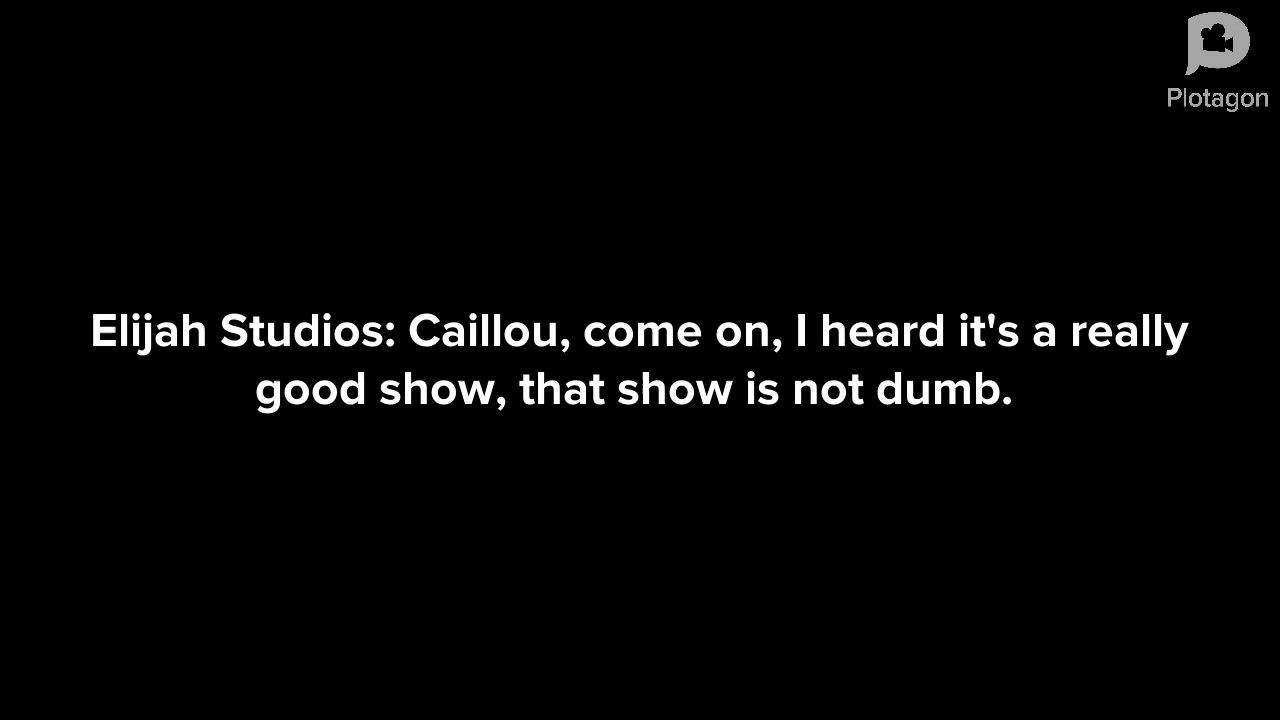 Plotagon
Elijah Studios: Caillou, come on, I heard it's a really
good show, that show is not dumb.